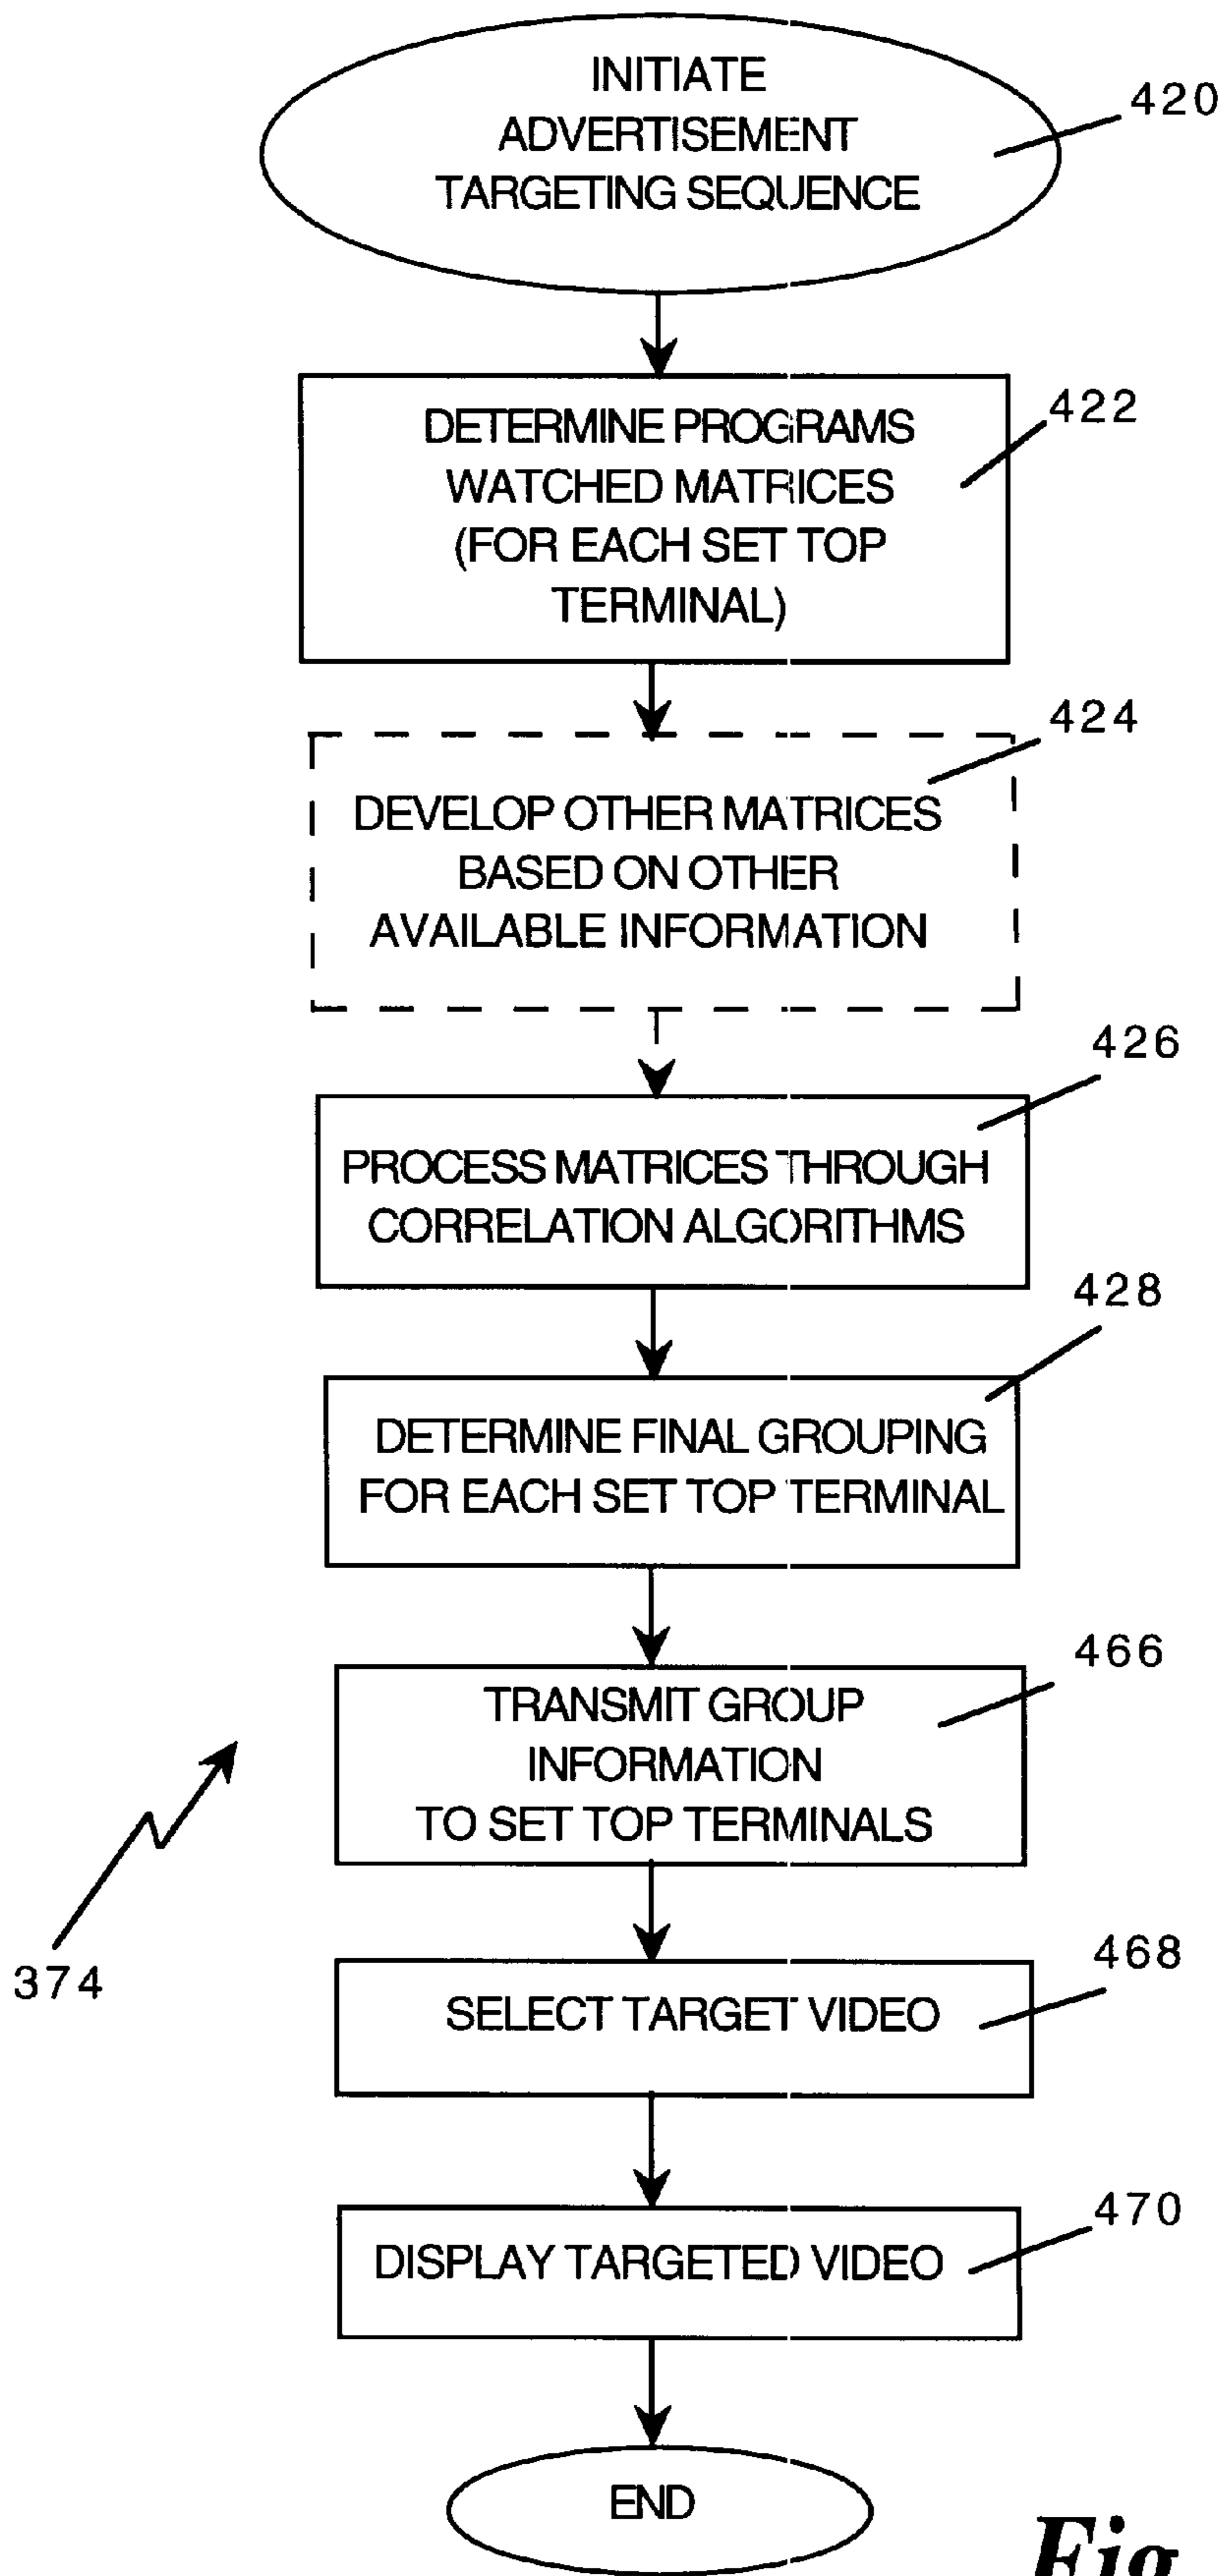 INITIATE
ADVERTISEMENT
TARGETING SEQUENCE
420
DETERMINE PROGRAMS
WATCHED MATRICES
(FOR EACH SET TOP
TERMINAL)
422
424
DEVELOP OTHER MATRICES
BASED ON OTHER
AVAILABLE INFORMATION
426
PROCESS MATRICES THROUGH
CORRELATION ALGORITHMS
428
DETERMINE FINAL GROUPING
FOR EACH SET TOP TERMINAL
466
TRANSMIT GROUP
INFORMATION
TO SET TOP TERMINALS
374
468
SELECT TARGET VIDEO
470
DISPLAY TARGETED VIDEO
END
Fig